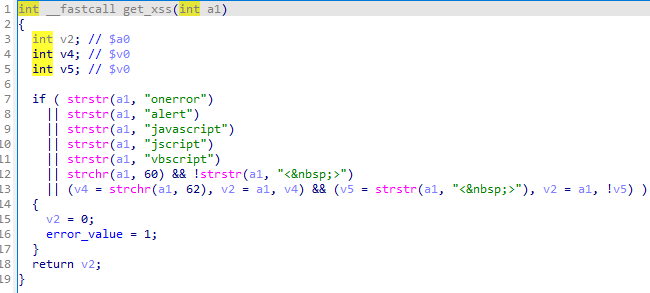 1 int __fastcall get_xss(int a1)
2 {
3 int v2; // $a0
4 int v4; // $v0
5 int v5; // $v0
6
7 if ( strstr(a1, "onerror")
8 || strstr(a1, "alert")
9 || strstr(a1, "javascript")
10 || strstr(a1, "jscript")
11 || strstr(a1, "vbscript")
12 || strchr(a1, 60) && !strstr(a1, "<&nbsp;>")
13 || (v4 = strchr(a1, 62), v2 = a1, v4) && (v5 = strstr(a1, "<&nbsp;>"), v2 = a1, !v5) )
14 {
15 v2 = 0;
16 error_value = 1;
17 }
18 return v2;
19 }